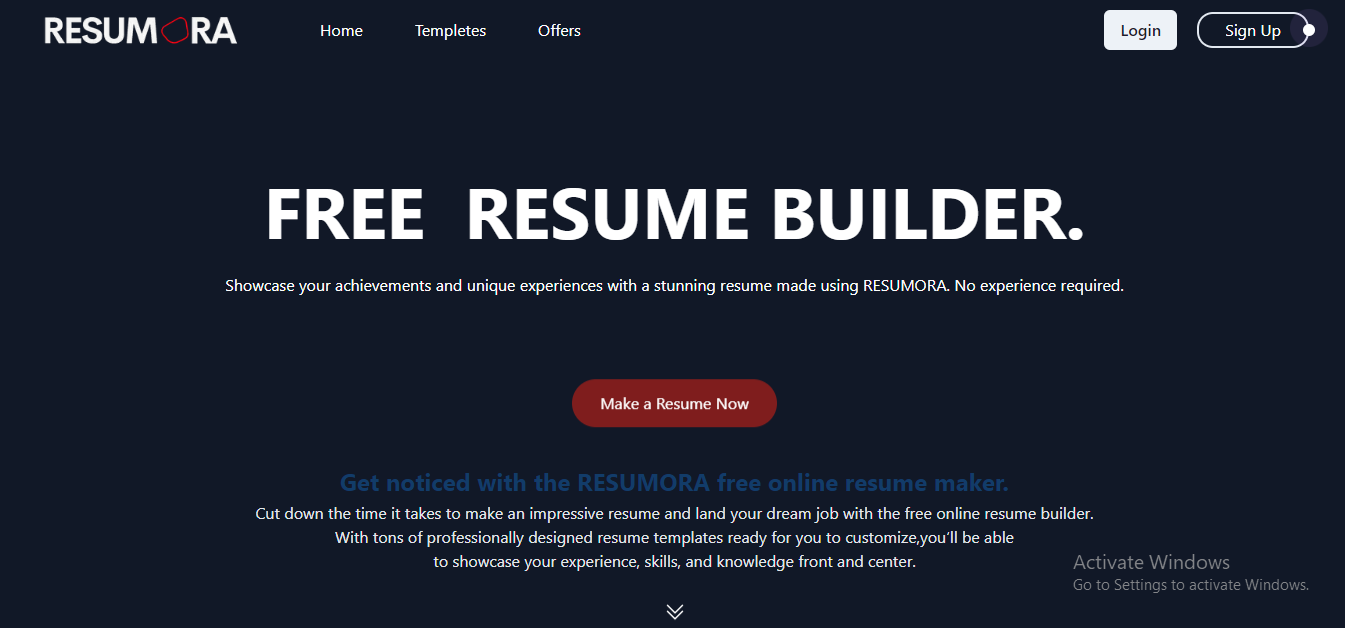 RESUMORA
Home
Templetes
Offers
Login
Sign Up
FREE  RESUME BUILDER.
Showcase your achievements and unique experiences with a stunning resume made using RESUMORA. No experience required.
Make a Resume Now
Get noticed with the RESUMORA free online resume maker.
Cut down the time it takes to make an impressive resume and land your dream job with the free online resume builder.
With tons of professionally designed resume templates ready for you to customize,you'll be able
to showcase your experience, skills, and knowledge front and center.
Activate Windows
Go to Settings to activate Windows.